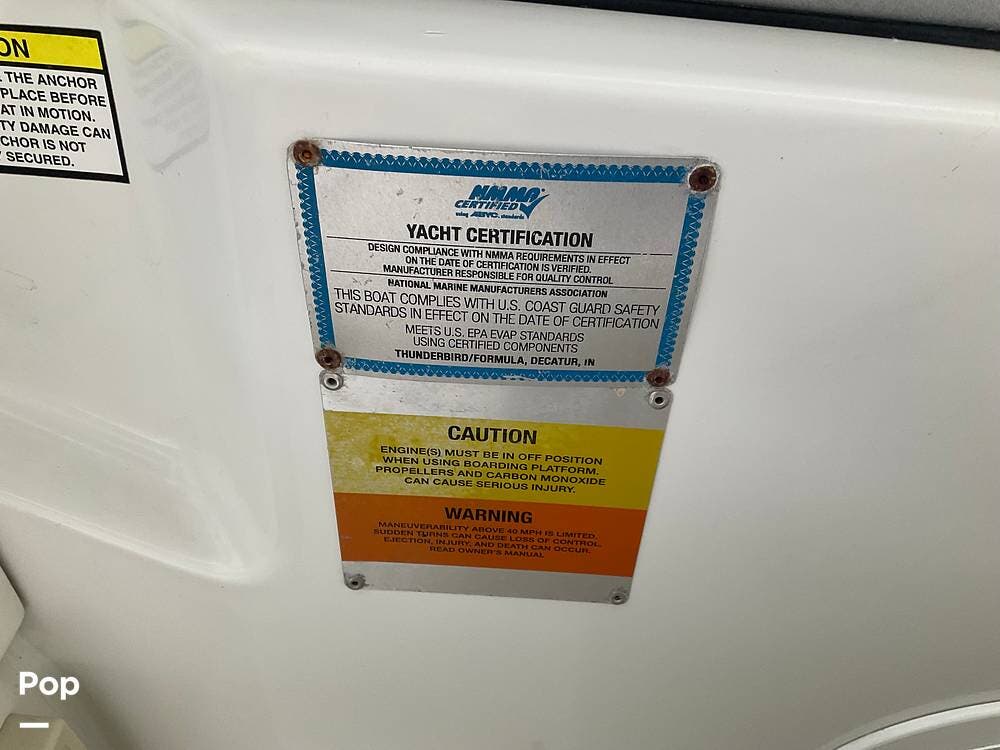 ON
THE ANCHOR
PLACE BEFORE
AT IN MOTION.
TY DAMAGE CAN
CHOR IS NOT
SECURED.
NMMA
CERTIFIED
using ABYC standards
YACHT CERTIFICATION
DESIGN COMPLIANCE WITH NMMA REQUIREMENTS IN EFFECT
ON THE DATE OF CERTIFICATION IS VERIFIED.
MANUFACTURER RESPONSIBLE FOR QUALITY CONTROL
NATIONAL MARINE MANUFACTURERS ASSOCIATION
THIS BOAT COMPLIES WITH U.S. COAST GUARD SAFETY
STANDARDS IN EFFECT ON THE DATE OF CERTIFICATION
MEETS U.S. EPA EVAP STANDARDS
USING CERTIFIED COMPONENTS
THUNDERBIRD/FORMULA, DECATUR, IN
CAUTION
ENGINE(S) MUST BE IN OFF POSITION
WHEN USING BOARDING PLATFORM.
PROPELLERS AND CARBON MONOXIDE
CAN CAUSE SERIOUS INJURY.
WARNING
MANEUVERABILITY ABOVE 40 MPH IS LIMITED.
SUDDEN TURNS CAN CAUSE LOSS OF CONTROL.
EJECTION, INJURY, AND DEATH CAN OCCUR.
READ OWNER'S MANUAL
Pop